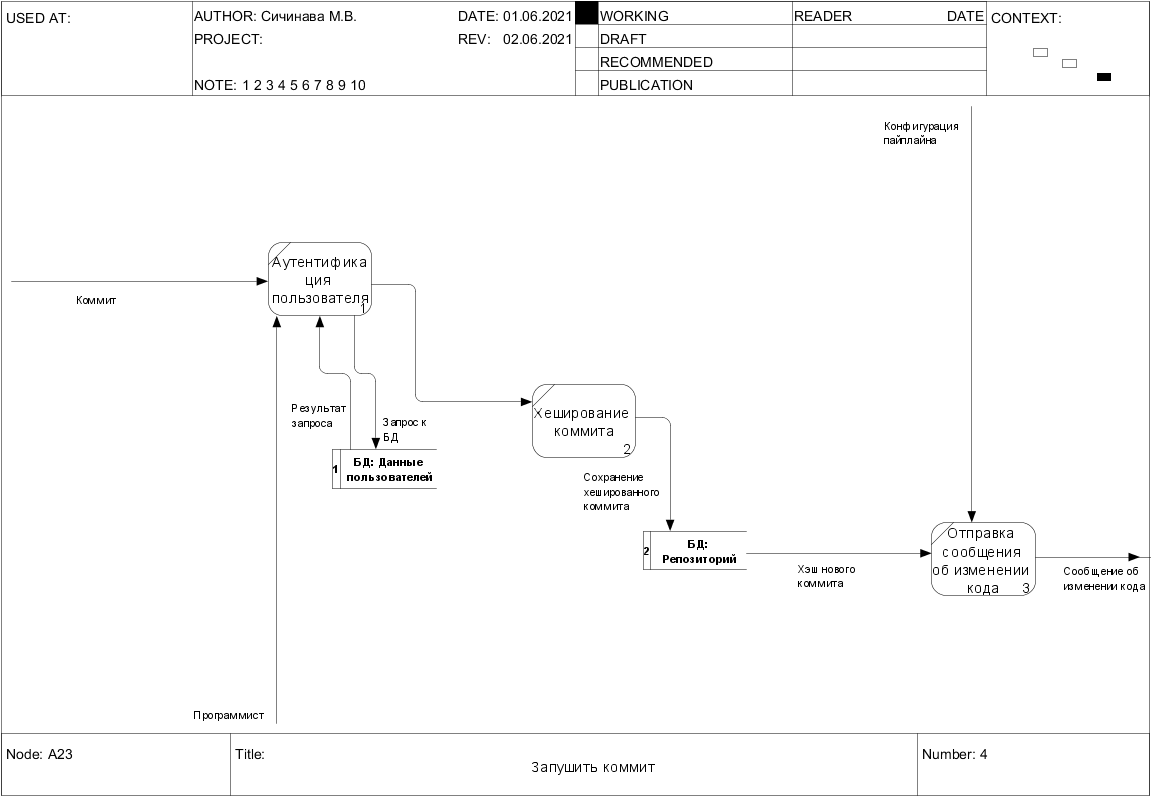 USED AT:
AUTHOR: Сичинава М.В.
DATE: 01.06.2021
PROJECT:
REV: 02.06.2021
NOTE: 1 2 3 4 5 6 7 8 9 10
WORKING
DRAFT
RECOMMENDED
PUBLICATION
READER
DATE
CONTEXT:
Конфигурация
пайплайна
Аутентифика
ция
пользователя
1
Коммит
Результат
запроса
Запрос к
БД
1
БД: Данные
пользователей
Хеширование
коммита
2
Сохранение
хешированного
коммита
2
БД:
Репозиторий
Хэш нового
коммита
Отправка
сообщения
об изменении
кода
3
Сообщение об
изменении кода
Программист
Node: A23
Title:
Запушить коммит
Number: 4